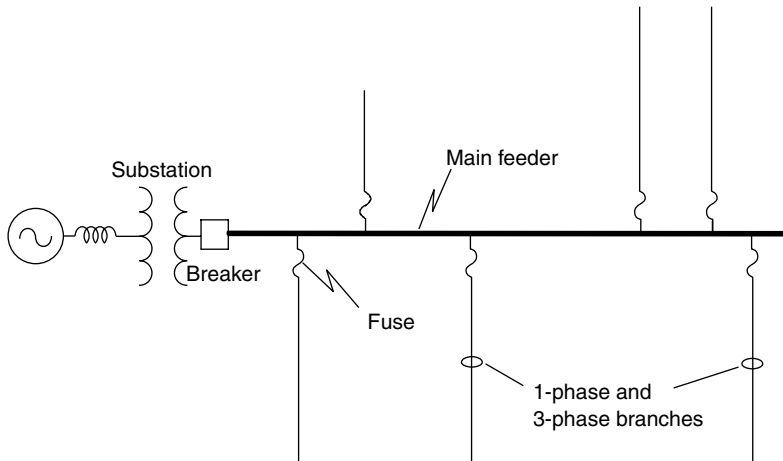 Substation
Main feeder
Breaker
Fuse
1-phase and
3-phase branches